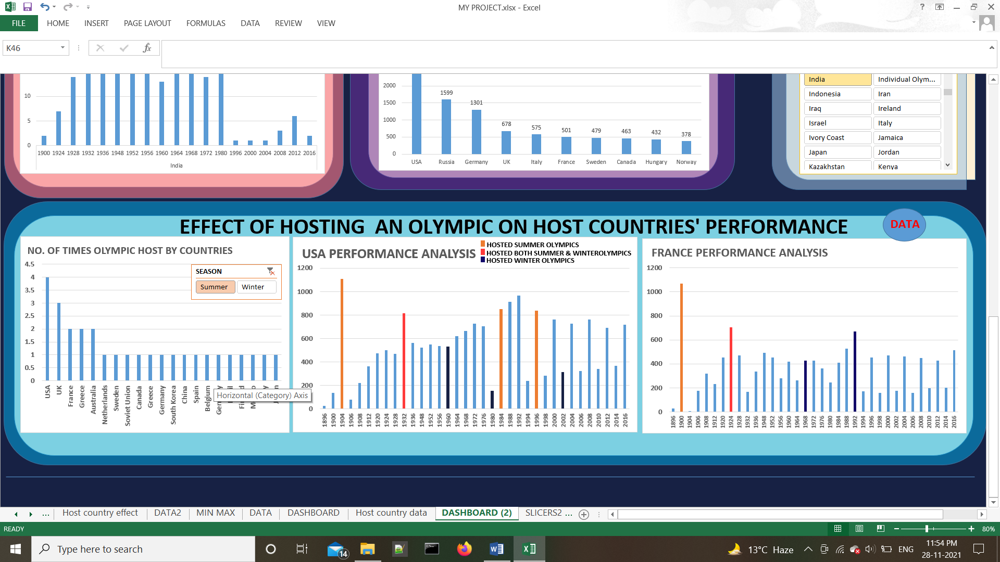 MY PROJECT.xlsx - Excel
FILE HOME INSERT PAGE LAYOUT FORMULAS DATA REVIEW VIEW
K46
fx
10
5
0
1900 1924 1928 1932 1936 1948 1952 1956 1960 1964 1968 1972 1980 1996 2000 2004 2008 2012 2016
India
2000
1500
1000
500
0
1599 1301 678 575 501 479 463 432 378
USA Russia Germany UK Italy France Sweden Canada Hungary Norway
India Individual Olym...
Indonesia Iran
Iraq Ireland
Israel Italy
Ivory Coast Jamaica
Japan Jordan
Kazakhstan Kenya
EFFECT OF HOSTING AN OLYMPIC ON HOST COUNTRIES' PERFORMANCE
DATA
NO. OF TIMES OLYMPIC HOST BY COUNTRIES
4.5
4
3.5
3
2.5
2
1.5
1
0.5
0
SEASON
Summer Winter
USA UK France Greece Australia Netherlands Sweden Soviet Union Canada Greece Germany South Korea China Spain Belgium
Horizontal (Category) Axis
USA PERFORMANCE ANALYSIS
HOSTED SUMMER OLYMPICS
HOSTED BOTH SUMMER & WINTEROLYMPICS
HOSTED WINTER OLYMPICS
1200
1000
800
600
400
200
0
1896 1900 1904 1906 1908 1912 1920 1924 1928 1932 1936 1948 1952 1956 1960 1964 1968 1972 1976 1980 1984 1988 1992 1994 1996 1998 2000 2002 2004 2006 2008 2010 2012 2014 2016
FRANCE PERFORMANCE ANALYSIS
1200
1000
800
600
400
200
0
1896 1900 1904 1906 1908 1912 1920 1924 1928 1932 1936 1948 1952 1956 1960 1964 1968 1972 1976 1980 1984 1988 1992 1994 1996 1998 2000 2002 2004 2006 2008 2010 2012 2014 2016
... Host country effect DATA2 MIN MAX DATA DASHBOARD Host country data DASHBOARD (2) SLICERS2 ...
READY
80%
Type here to search
14
13°C Haze
ENG
11:54 PM
28-11-2021